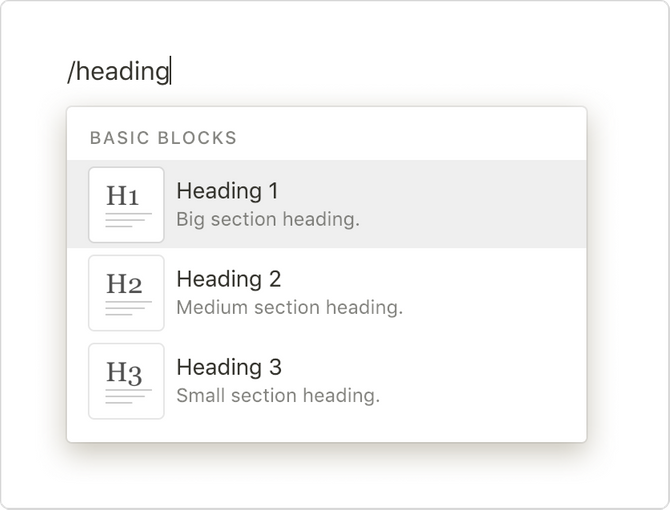 /heading
BASIC BLOCKS
H1
Heading 1
Big section heading.
H2
Heading 2
Medium section heading.
H3
Heading 3
Small section heading.